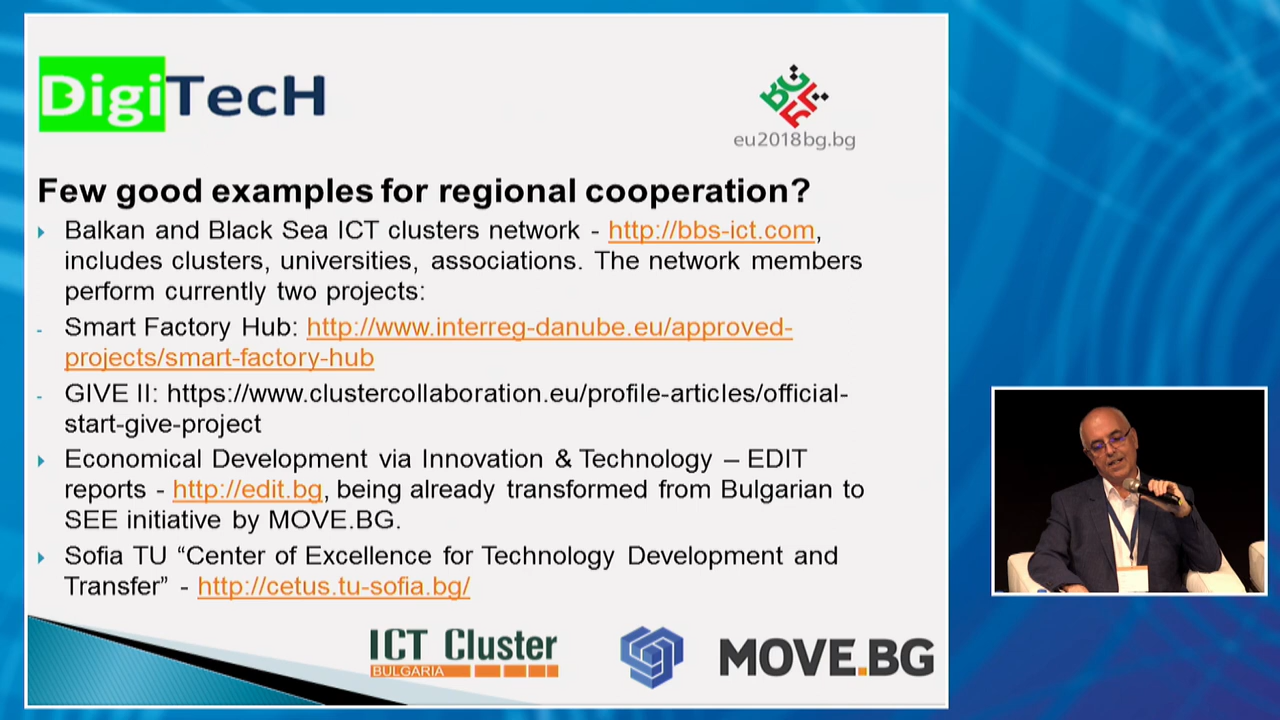 DigiTecH
eu2018bg.bg
Few good examples for regional cooperation?
Balkan and Black Sea ICT clusters network - http://bbs-ict.com,
includes clusters, universities, associations. The network members
perform currently two projects:
- Smart Factory Hub: http://www.interreg-danube.eu/approved-
projects/smart-factory-hub
- GIVE II: https://www.clustercollaboration.eu/profile-articles/official-
start-give-project
Economical Development via Innovation & Technology – EDIT
reports - http://edit.bg, being already transformed from Bulgarian to
SEE initiative by MOVE.BG.
Sofia TU “Center of Excellence for Technology Development and
Transfer” - http://cetus.tu-sofia.bg/
ICT Cluster
BULGARIA
MOVE.BG